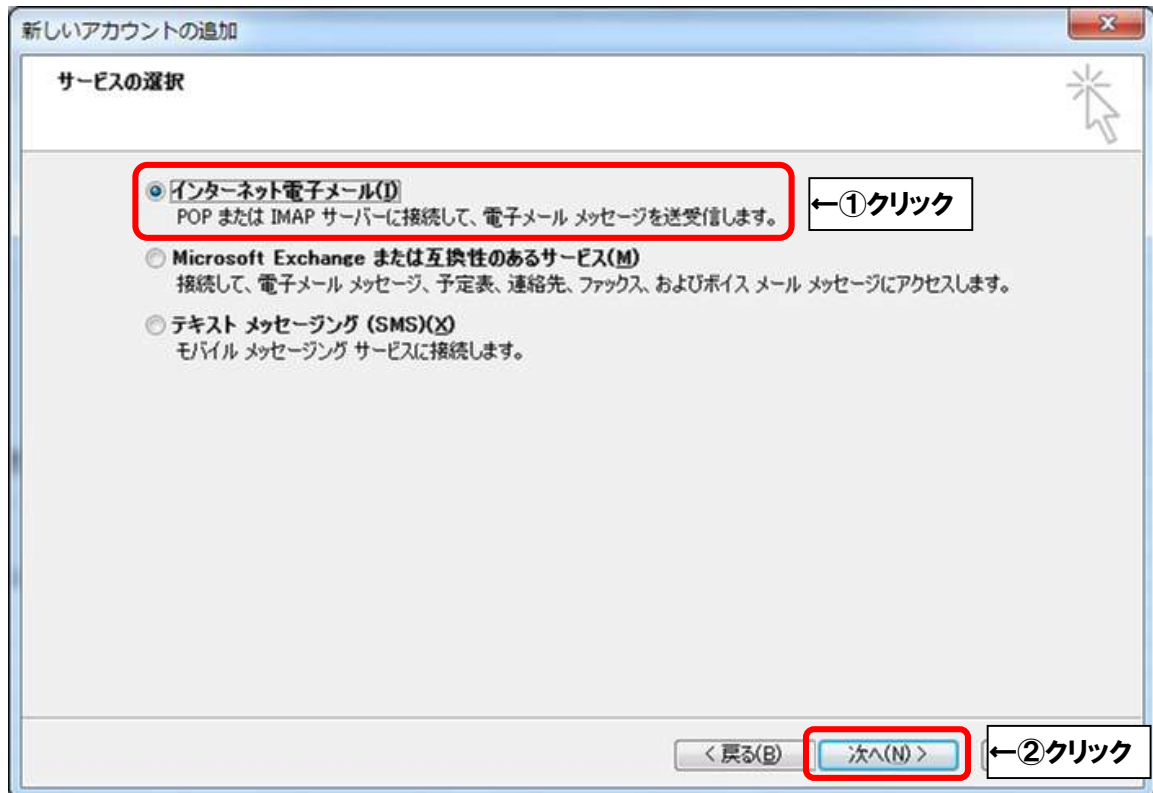 新しいアカウントの追加
サービスの選択
インターネット電子メール(I)
POP または IMAP サーバーに接続して、電子メール メッセージを送受信します。
←①クリック
Microsoft Exchange または互換性のあるサービス(M)
接続して、電子メール メッセージ、予定表、連絡先、ファックス、およびボイス メール メッセージにアクセスします。
テキスト メッセージング (SMS)(X)
モバイル メッセージング サービスに接続します。
< 戻る(B)
次へ(N) >
←②クリック